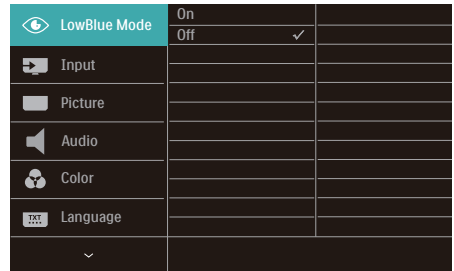 LowBlue Mode
On
Off
Input
Picture
Audio
Color
TXT
Language